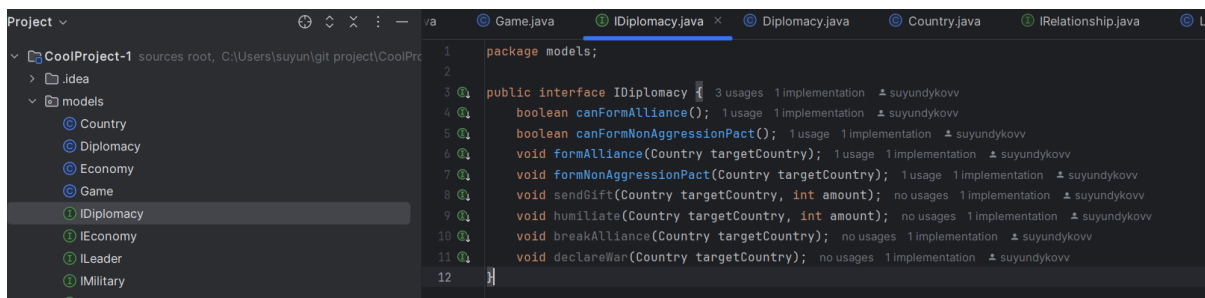 Project
va
Game.java
IDiplomacy.java
Diplomacy.java
Country.java
IRelationship.java
CoolProject-1 sources root, C:\Users\suyun\git project\CoolPro
.idea
models
Country
Diplomacy
Economy
Game
IDiplomacy
IEconomy
ILeader
IMilitary
1 package models;
2
3 public interface IDiplomacy { 3 usages 1 implementation suyundykovv
4 boolean canFormAlliance(); 1 usage 1 implementation suyundykovv
5 boolean canFormNonAggressionPact(); 1 usage 1 implementation suyundykovv
6 void formAlliance(Country targetCountry); 1 usage 1 implementation suyundykovv
7 void formNonAggressionPact(Country targetCountry); 1 usage 1 implementation suyundykovv
8 void sendGift(Country targetCountry, int amount); no usages 1 implementation suyundykovv
9 void humiliate(Country targetCountry, int amount); no usages 1 implementation suyundykovv
10 void breakAlliance(Country targetCountry); no usages 1 implementation suyundykovv
11 void declareWar(Country targetCountry); no usages 1 implementation suyundykovv
12 }